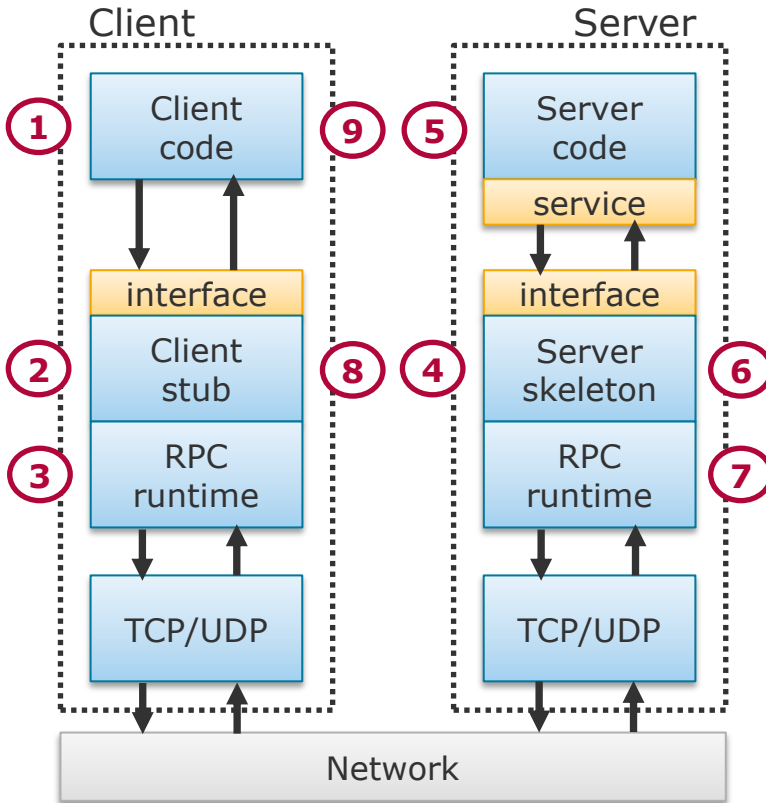 Client
Server
1
Client
code
9
5
Server
code
service
interface
interface
2
Client
stub
8
4
Server
skeleton
6
3
RPC
runtime
RPC
runtime
7
TCP/UDP
TCP/UDP
Network